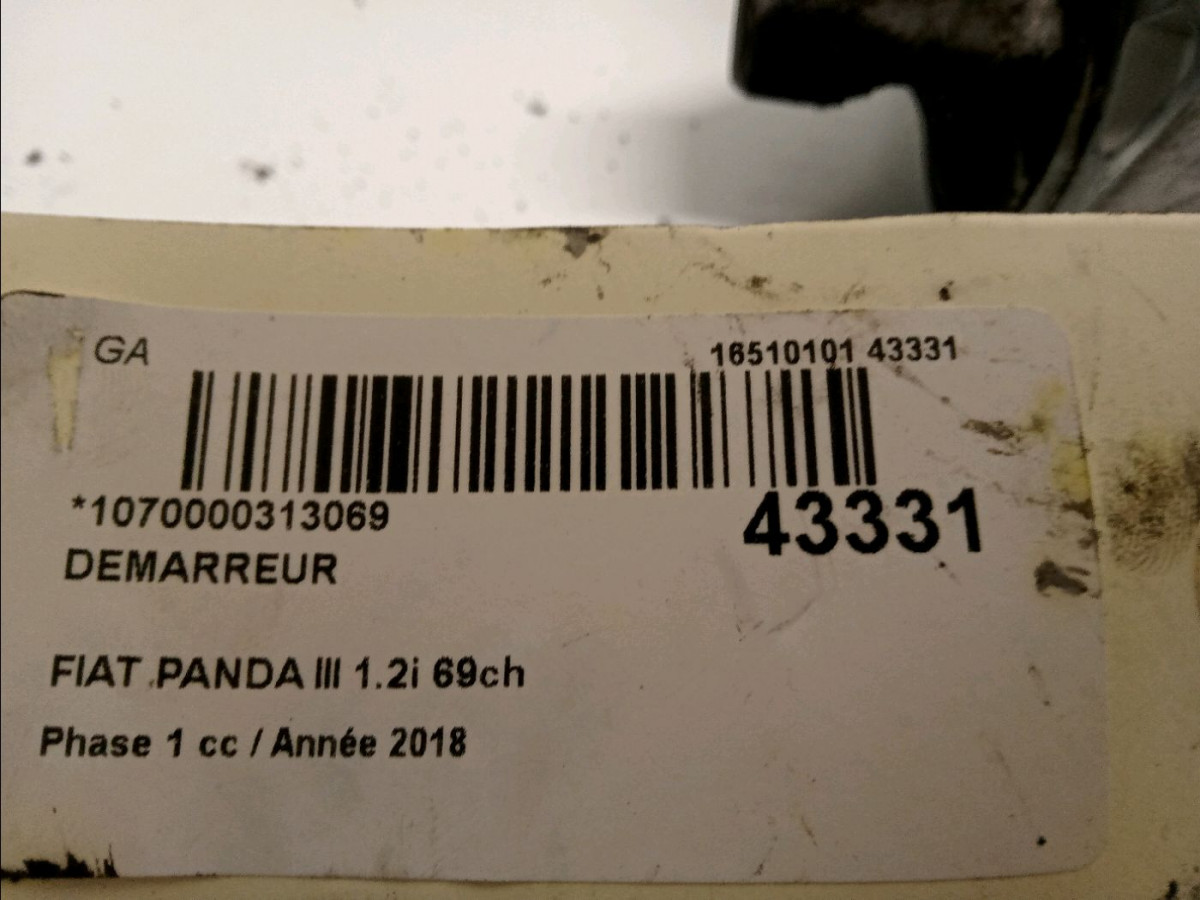 GA
16510101 43331
*1070000313069
43331
DEMARREUR
FIAT PANDA III 1.2i 69ch
Phase 1 cc / Année 2018